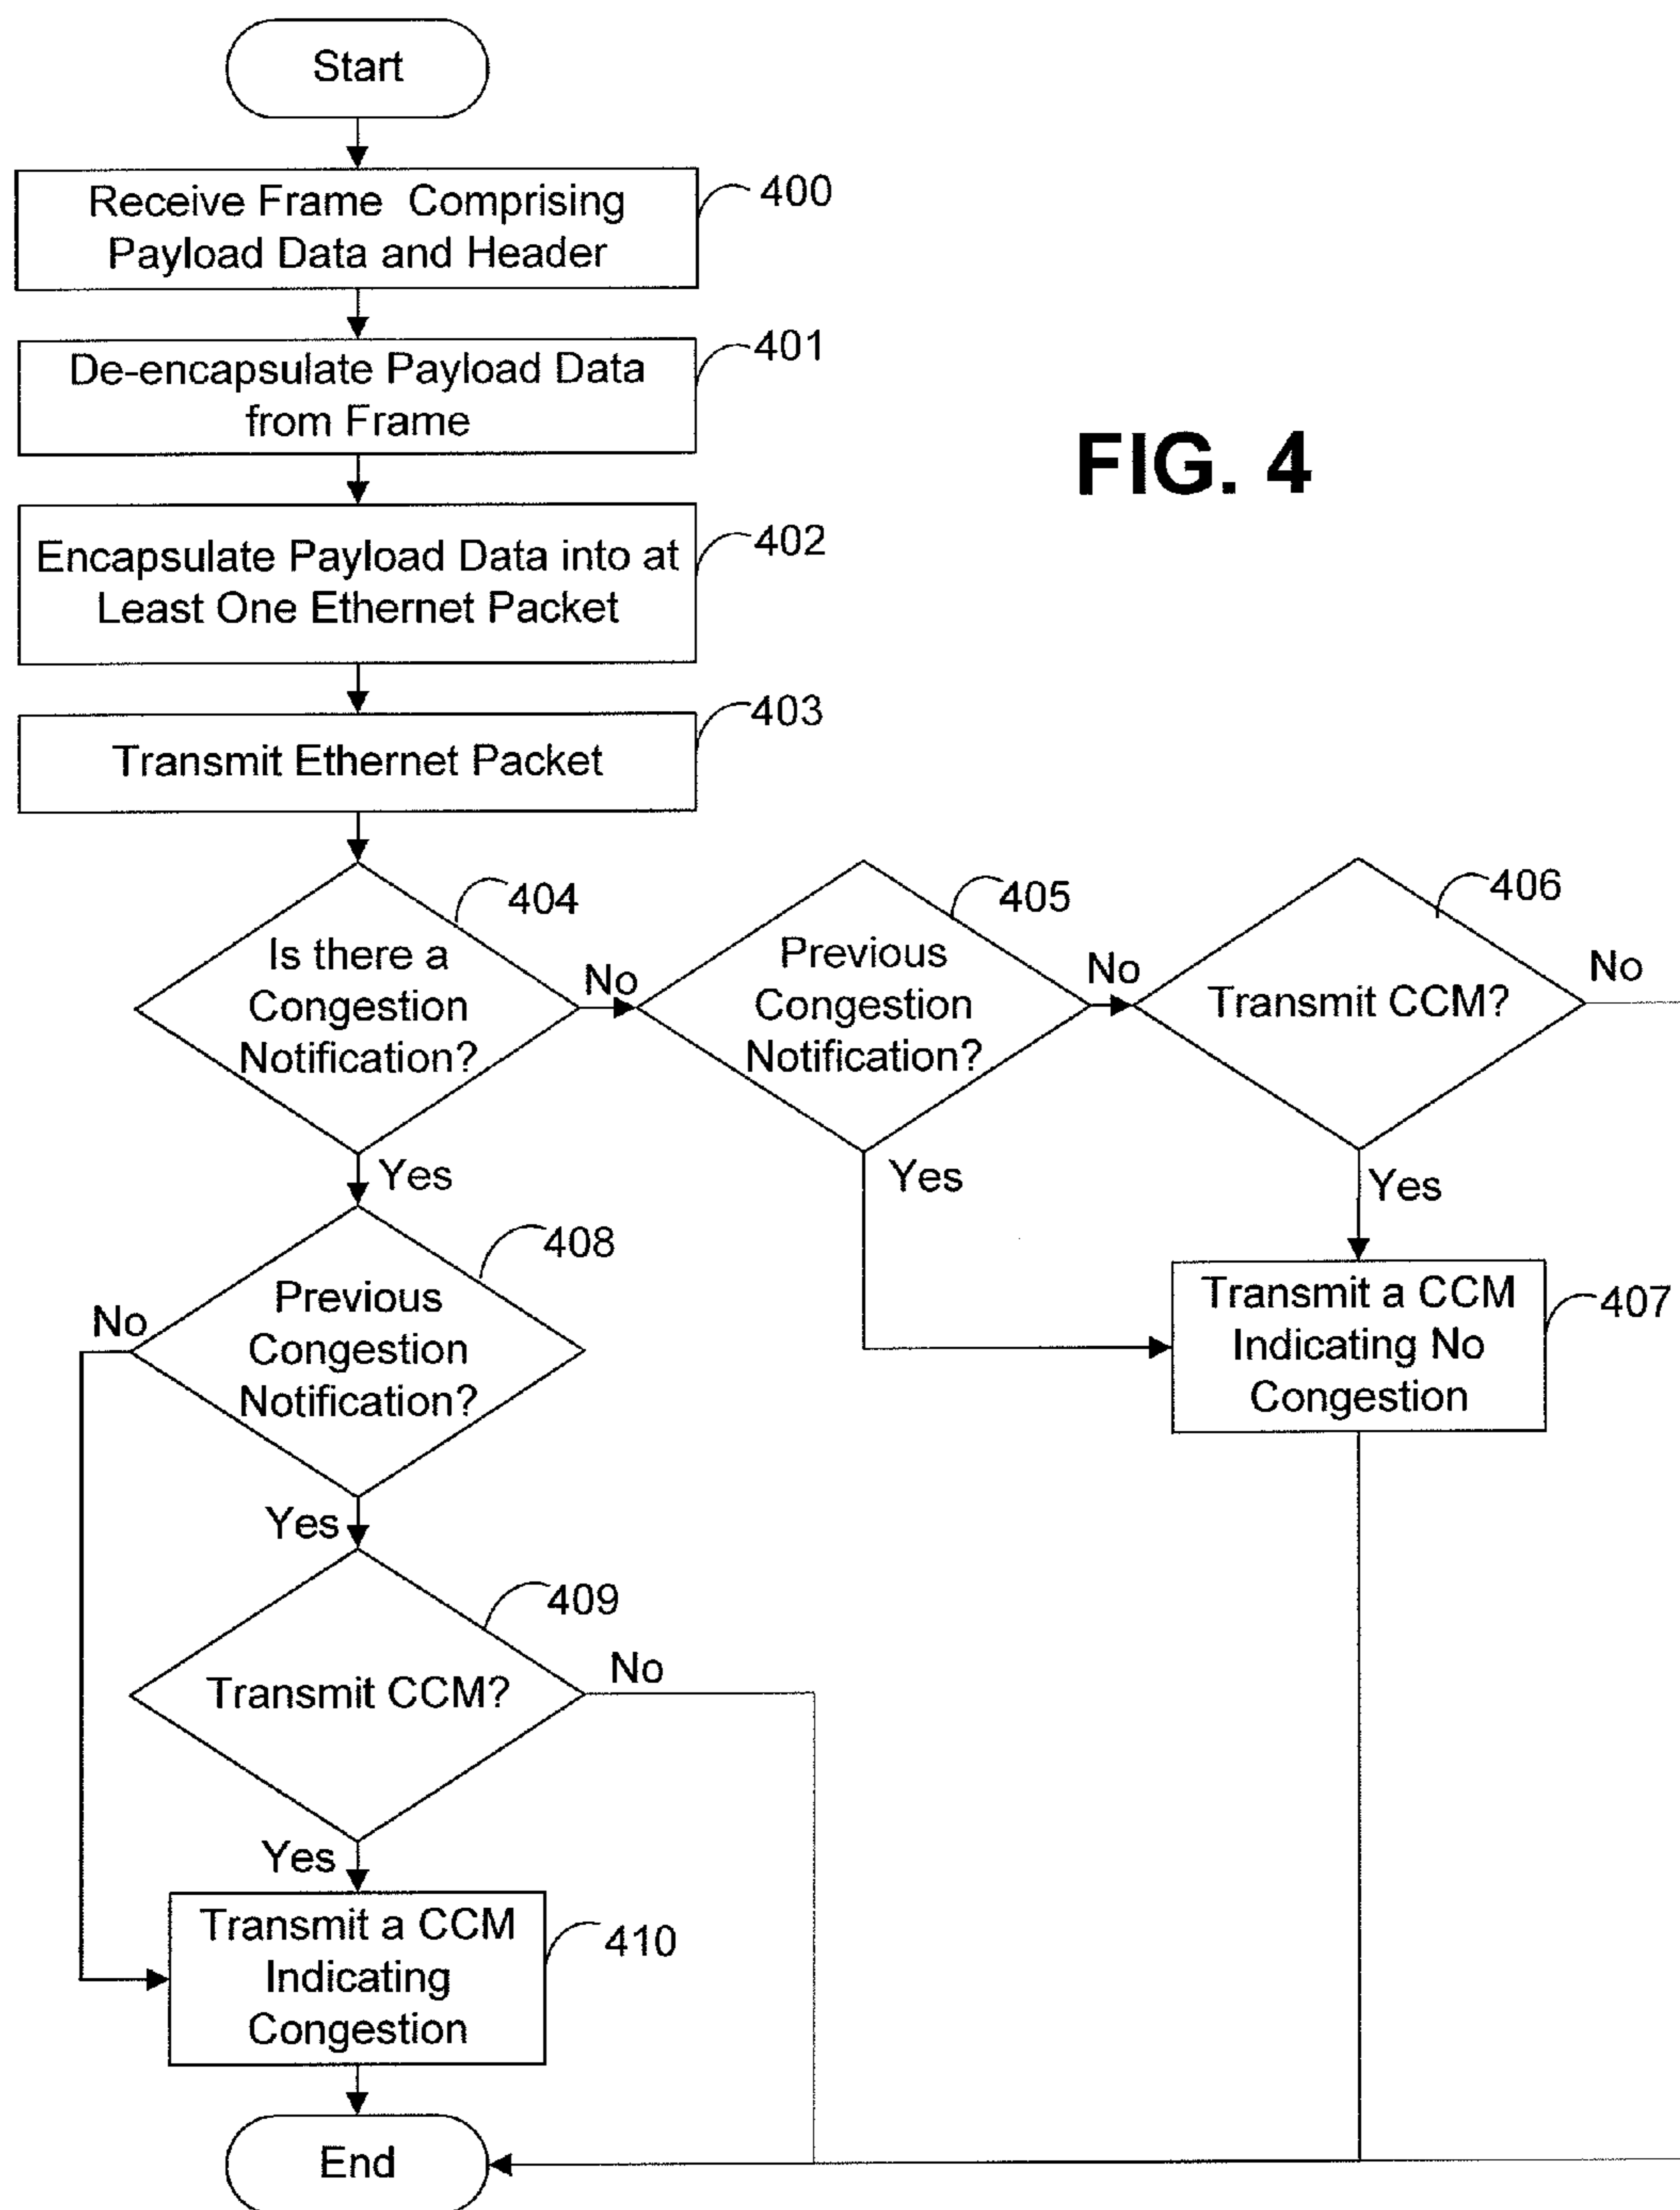 Start
Receive Frame Comprising
Payload Data and Header
400
De-encapsulate Payload Data
from Frame
401
FIG. 4
Encapsulate Payload Data into at
Least One Ethernet Packet
402
Transmit Ethernet Packet
403
Is there a
Congestion
Notification?
404
No
Previous
Congestion
Notification?
405
No
Transmit CCM?
406
No
Yes
Yes
Yes
Previous
Congestion
Notification?
408
No
Transmit a CCM
Indicating No
Congestion
407
Yes
Transmit CCM?
409
No
Yes
Transmit a CCM
Indicating
Congestion
410
End